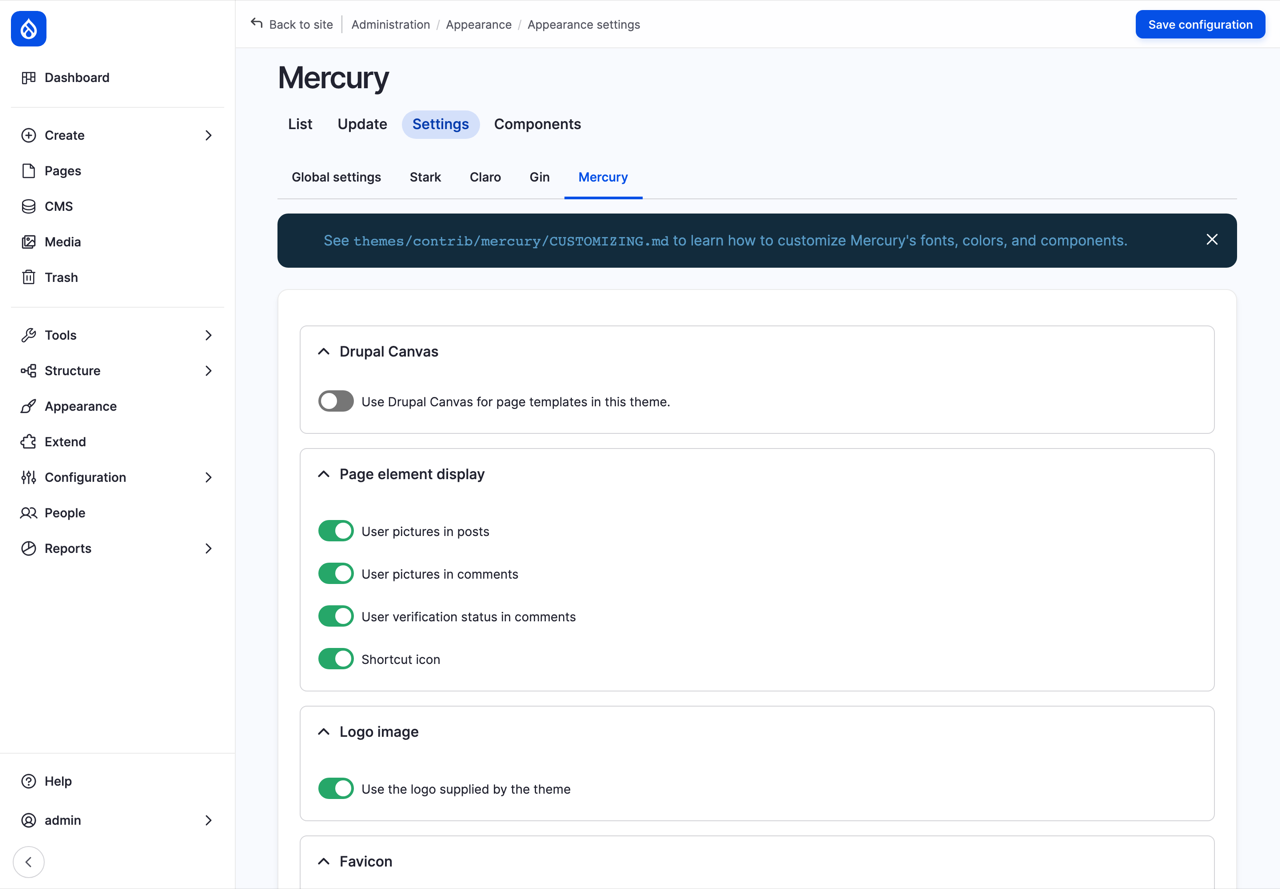 Back to site
Administration / Appearance / Appearance settings
Save configuration
Dashboard
Create
Pages
CMS
Media
Trash
Tools
Structure
Appearance
Extend
Configuration
People
Reports
Help
admin
Mercury
List Update Settings Components
Global settings Stark Claro Gin Mercury
See themes/contrib/mercury/CUSTOMIZING.md to learn how to customize Mercury's fonts, colors, and components.
Drupal Canvas
Use Drupal Canvas for page templates in this theme.
Page element display
User pictures in posts
User pictures in comments
User verification status in comments
Shortcut icon
Logo image
Use the logo supplied by the theme
Favicon